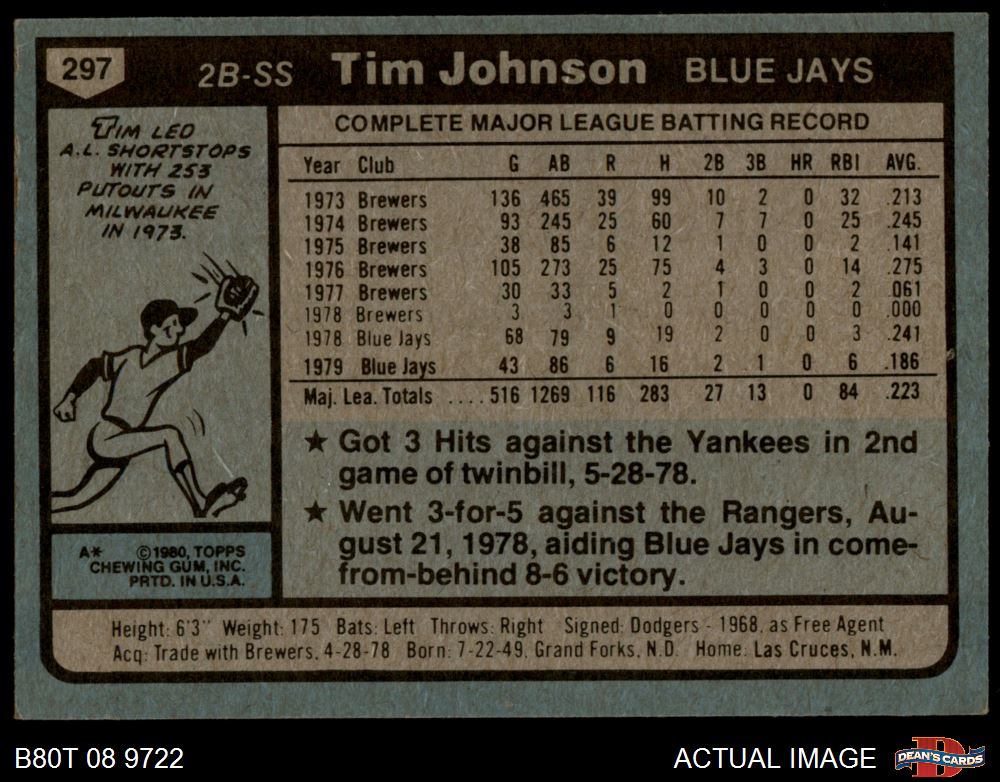 297 2B-SS Tim Johnson BLUE JAYS
TIM LED
A.L. SHORTSTOPS
WITH 253
PUTOUTS IN
MILWAUKEE
IN 1973.
COMPLETE MAJOR LEAGUE BATTING RECORD
Year Club G AB R H 2B 3B HR RBI AVG.
1973 Brewers 136 465 39 99 10 2 0 32 .213
1974 Brewers 93 245 25 60 7 7 0 25 .245
1975 Brewers 38 85 6 12 1 0 0 2 .141
1976 Brewers 105 273 25 75 4 3 0 14 .275
1977 Brewers 30 33 5 2 1 0 0 2 .061
1978 Brewers 3 3 1 0 0 0 0 0 .000
1978 Blue Jays 68 79 9 19 2 0 0 3 .241
1979 Blue Jays 43 86 6 16 2 1 0 6 .186
Maj. Lea. Totals .... 516 1269 116 283 27 13 0 84 .223
★ Got 3 Hits against the Yankees in 2nd
game of twinbill, 5-28-78.
★ Went 3-for-5 against the Rangers, Au-
gust 21, 1978, aiding Blue Jays in come-
from-behind 8-6 victory.
A* ©1980, TOPPS
CHEWING GUM, INC.
PRTD. IN U.S.A.
Height: 6'3" Weight: 175 Bats: Left Throws: Right Signed: Dodgers - 1968, as Free Agent
Acq: Trade with Brewers, 4-28-78 Born: 7-22-49, Grand Forks, N.D. Home: Las Cruces, N.M.
B80T 08 9722 ACTUAL IMAGE D DEAN'S CARDS